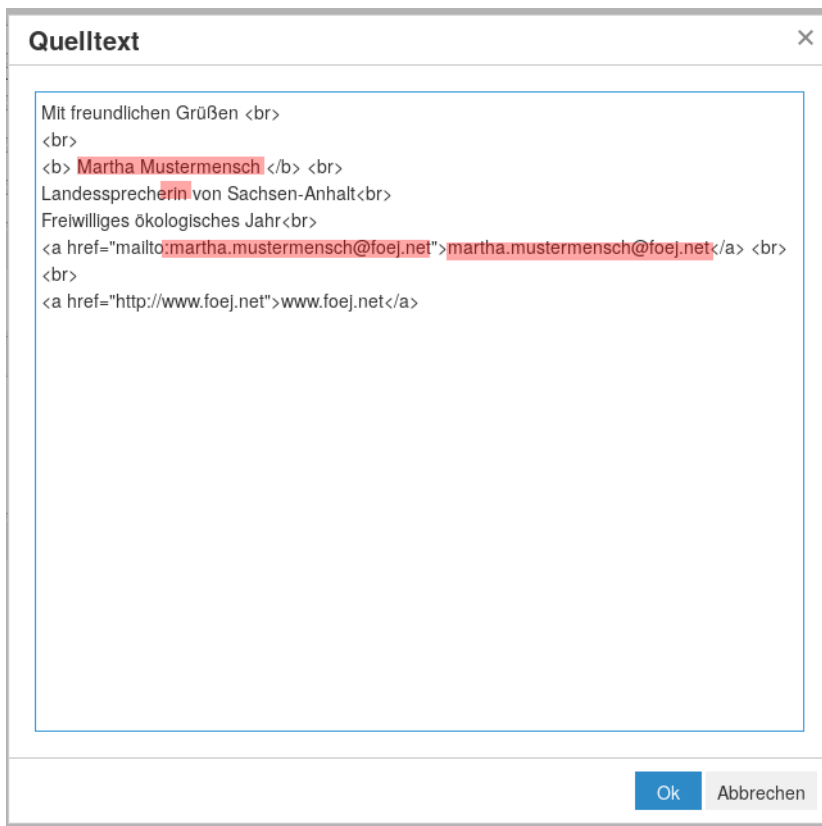 Quelltext ×
Mit freundlichen Grüßen <br>
<br>
<b> Martha Mustermensch </b> <br>
Landessprecherin von Sachsen-Anhalt<br>
Freiwilliges ökologisches Jahr<br>
<a href="mailto:martha.mustermensch@foej.net">martha.mustermensch@foej.net</a> <br>
<br>
<a href="http://www.foej.net">www.foej.net</a>
Ok Abbrechen